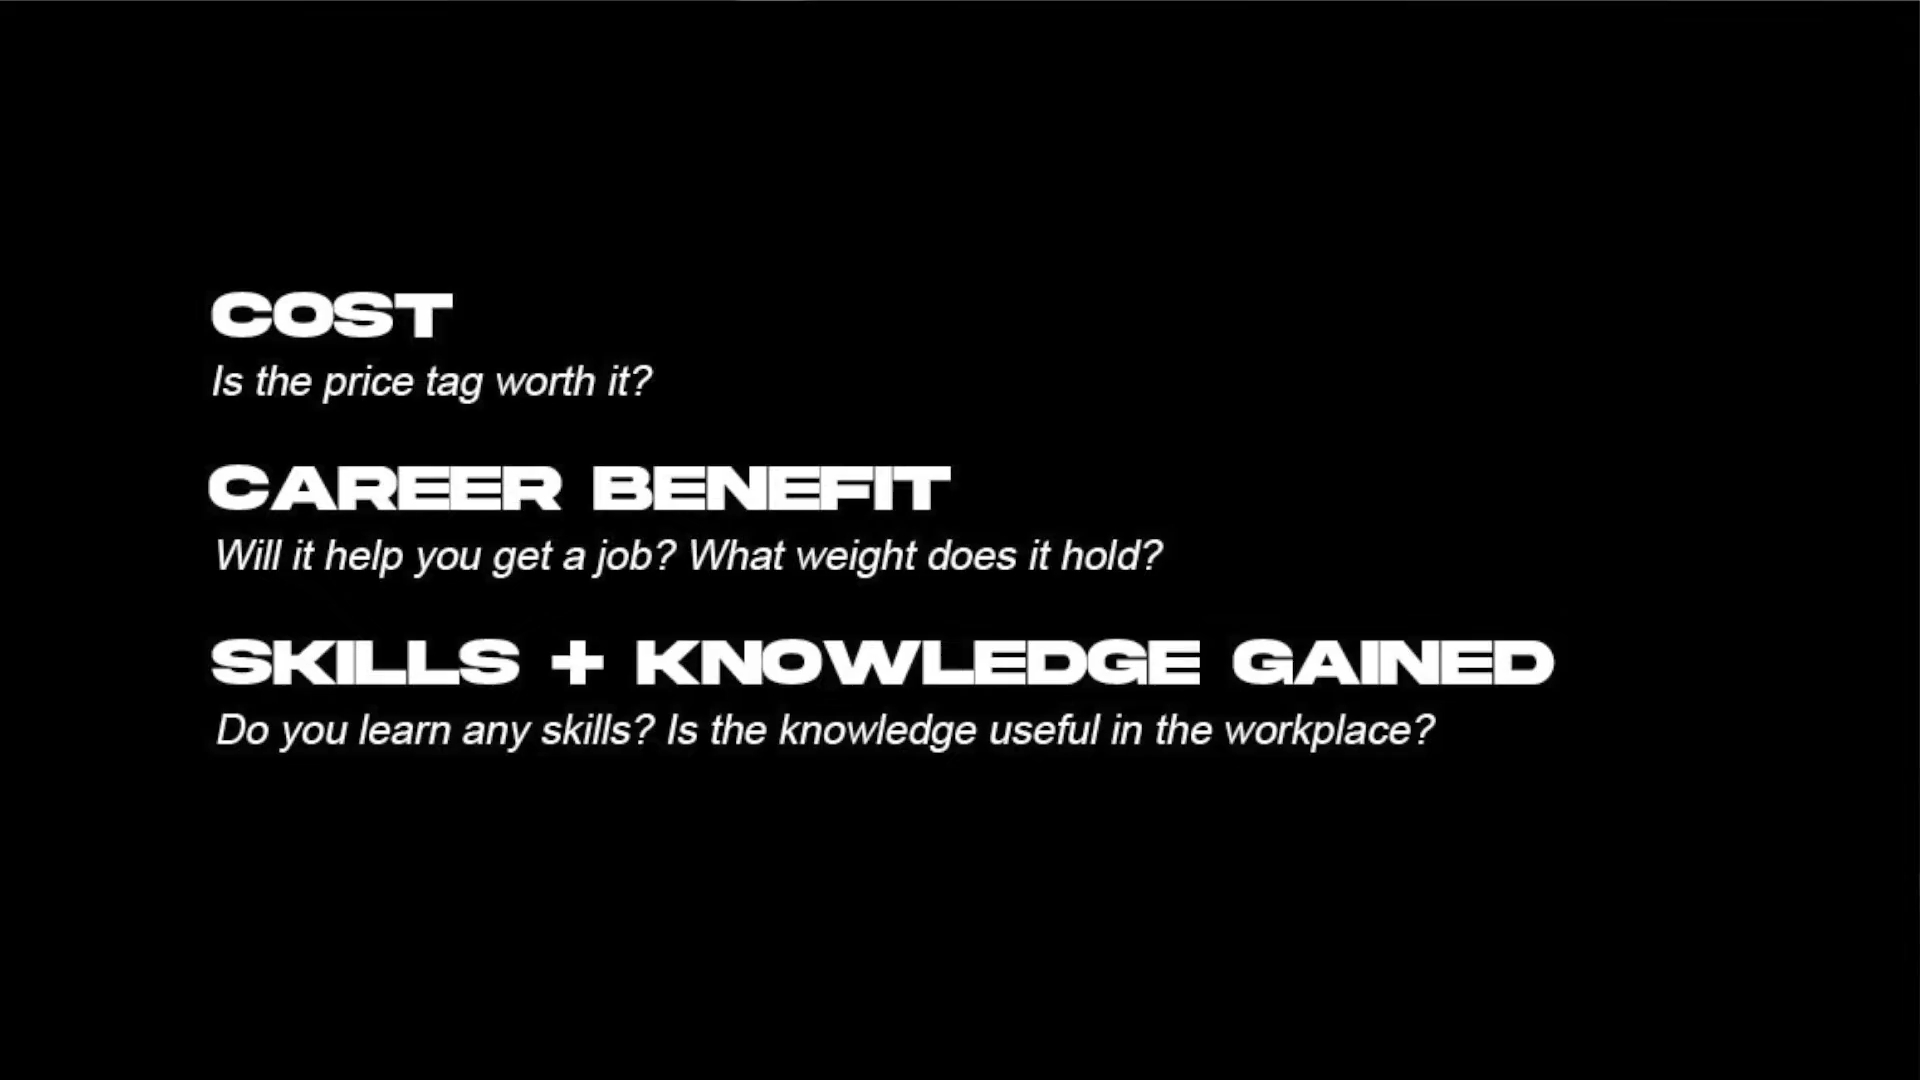 COST
Is the price tag worth it?
CAREER BENEFIT
Will it help you get a job? What weight does it hold?
SKILLS + KNOWLEDGE GAINED
Do you learn any skills? Is the knowledge useful in the workplace?